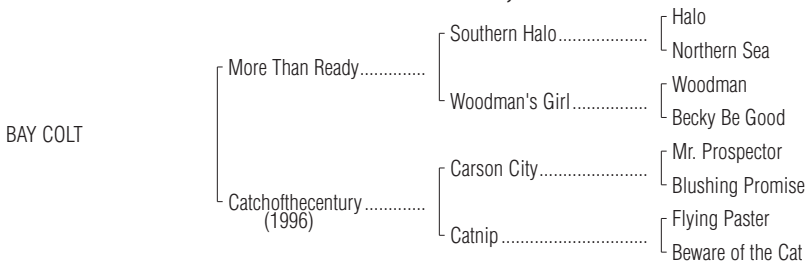 Halo
Southern Halo...................
Northern Sea
More Than Ready..............
Woodman
Woodman's Girl................
Becky Be Good
BAY COLT
Mr. Prospector
Carson City.......................
Blushing Promise
Catchofthecentury.............
(1996)
Flying Paster
Catnip ...............................
Beware of the Cat